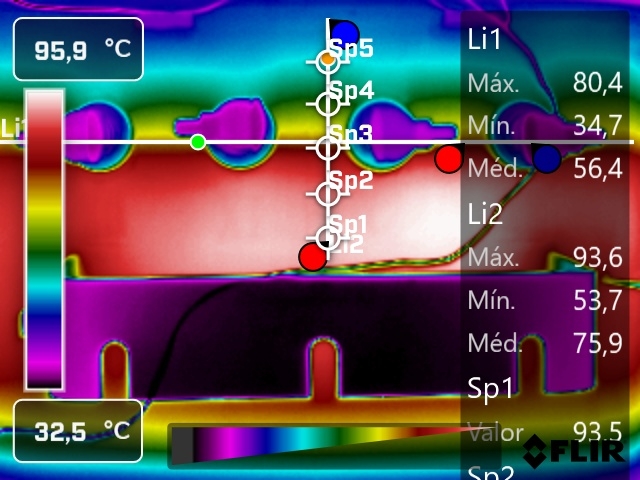 95,9 °C
Sp5
Sp4
Li
Sp3
Sp2
Sp1
Li2
32,5 °C
Li1
Máx. 80,4
Mín. 34,7
Méd. 56,4
Li2
Máx. 93,6
Mín. 53,7
Méd. 75,9
Sp1
Valor 93,5
Sp2
FLIR